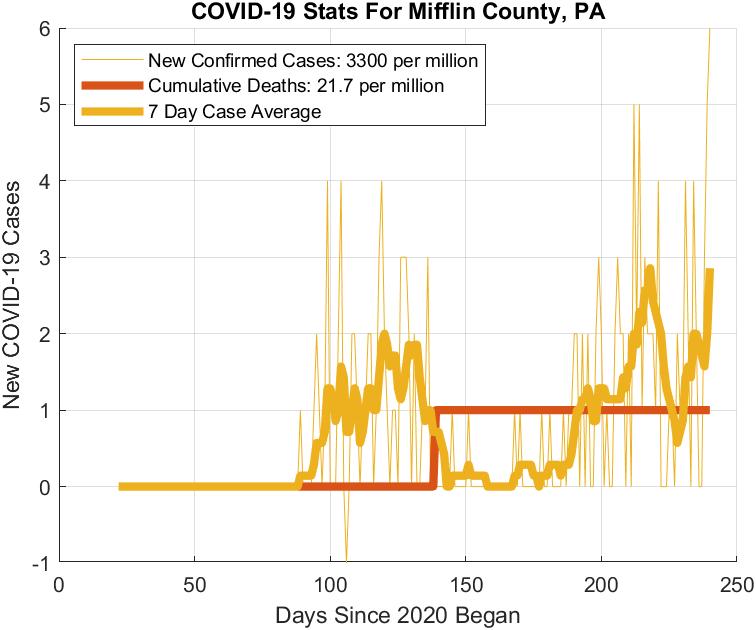 COVID-19 Stats For Mifflin County, PA
New Confirmed Cases: 3300 per million
Cumulative Deaths: 21.7 per million
7 Day Case Average
New COVID-19 Cases
6
5
4
3
2
1
0
-1
0
50
100
150
200
250
Days Since 2020 Began